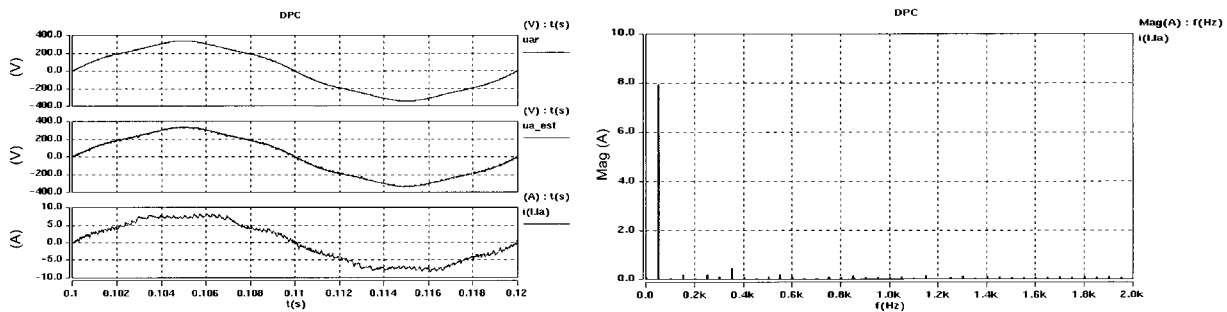 DPC
(V) : t(s)
uar
400.0
200.0
0.0
-200.0
-400.0
(V)
(V) : t(s)
ua_est
400.0
200.0
0.0
-200.0
-400.0
(V)
(A) : t(s)
i(l.la)
10.0
5.0
0.0
-5.0
-10.0
(A)
0.1 0.102 0.104 0.106 0.108 0.11 0.112 0.114 0.116 0.118 0.12
t(s)
DPC
Mag(A) : f(Hz)
i(l.la)
10.0
8.0
6.0
4.0
2.0
0.0
Mag (A)
0.0 0.2k 0.4k 0.6k 0.8k 1.0k 1.2k 1.4k 1.6k 1.8k 2.0k
f(Hz)